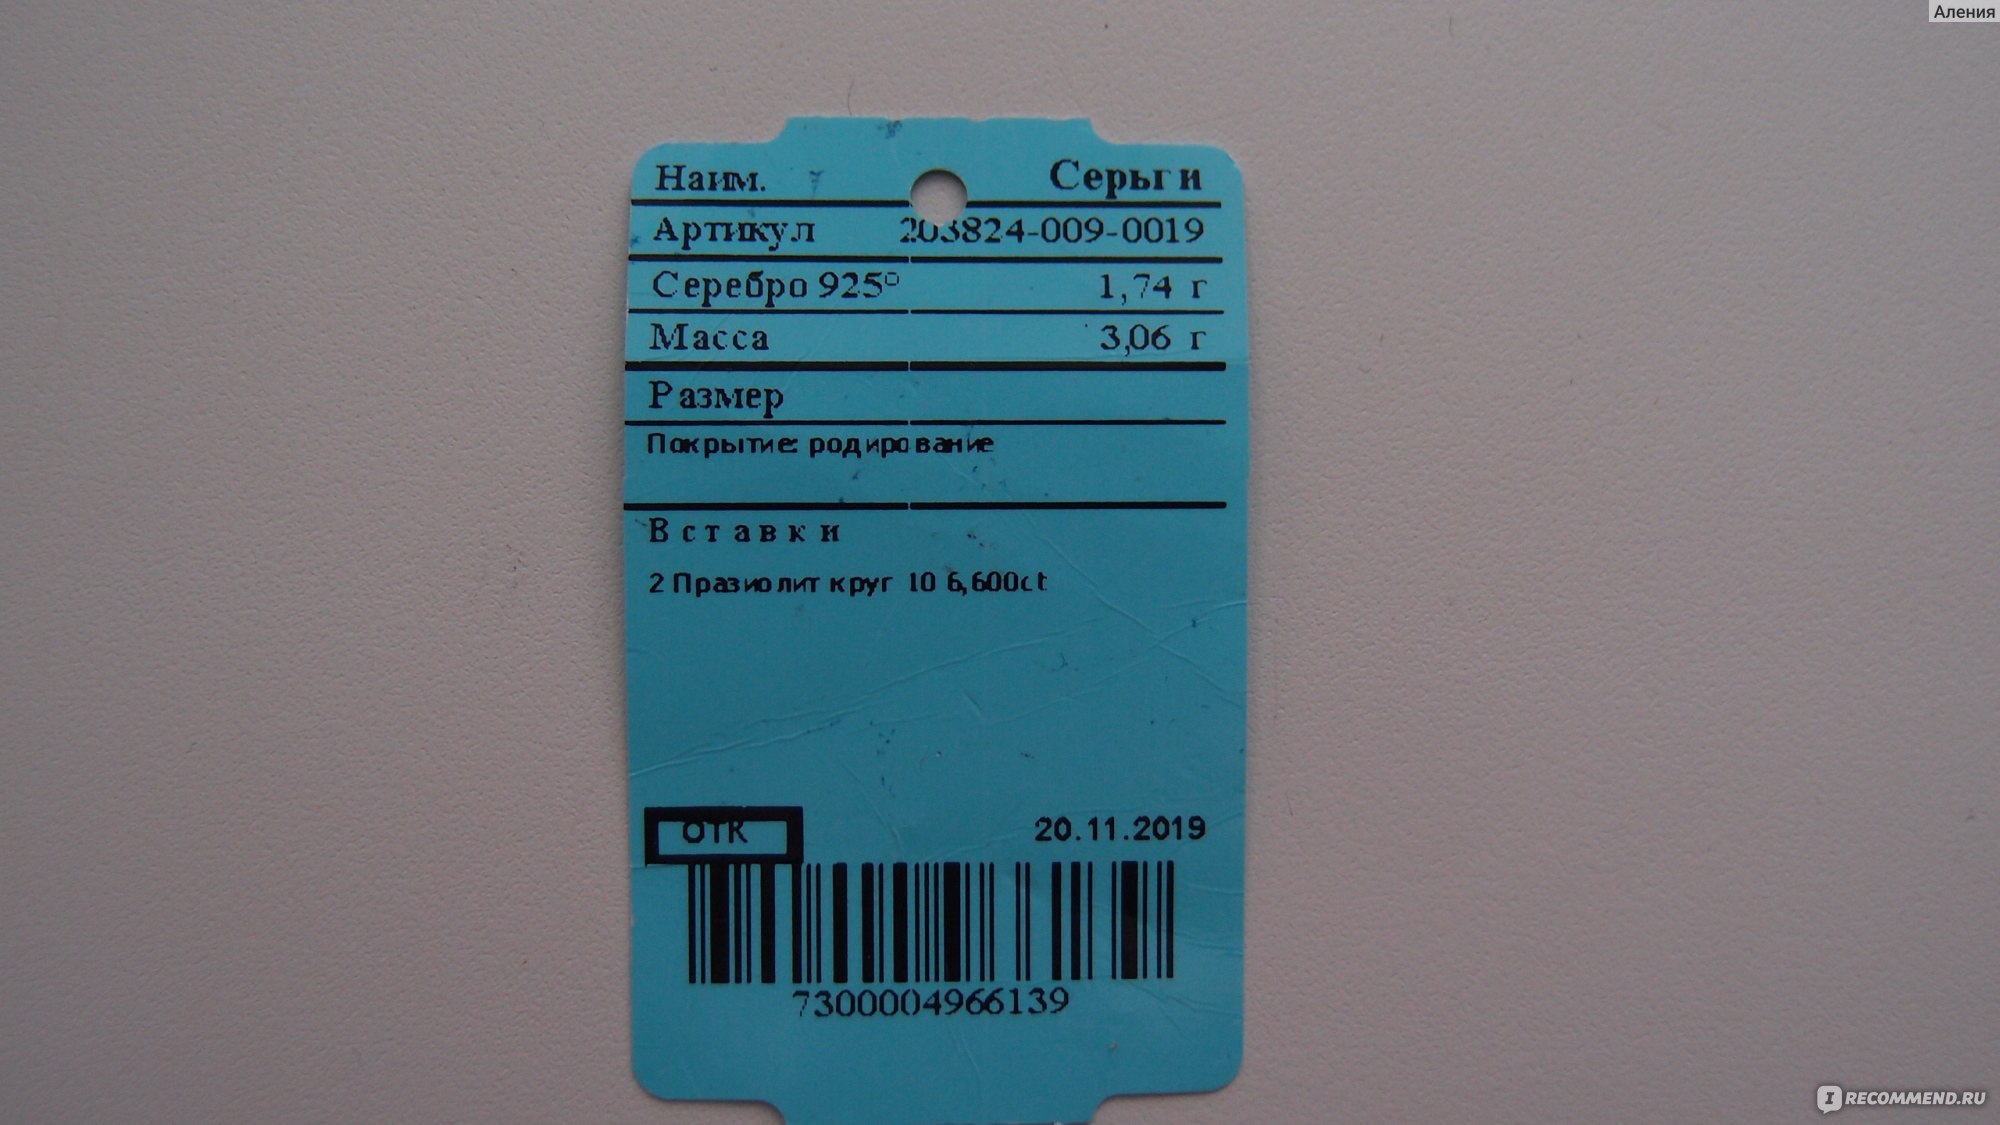 Аления
Наим. Серьги
Артикул 203824-009-0019
Серебро 925° 1,74 г
Масса 3,06 г
Размер
Покрытие: родирование
Вставки
2 Празиолит круг 10 6,600ct
ОТК 20.11.2019
7300004966139
IRECOMMEND.RU